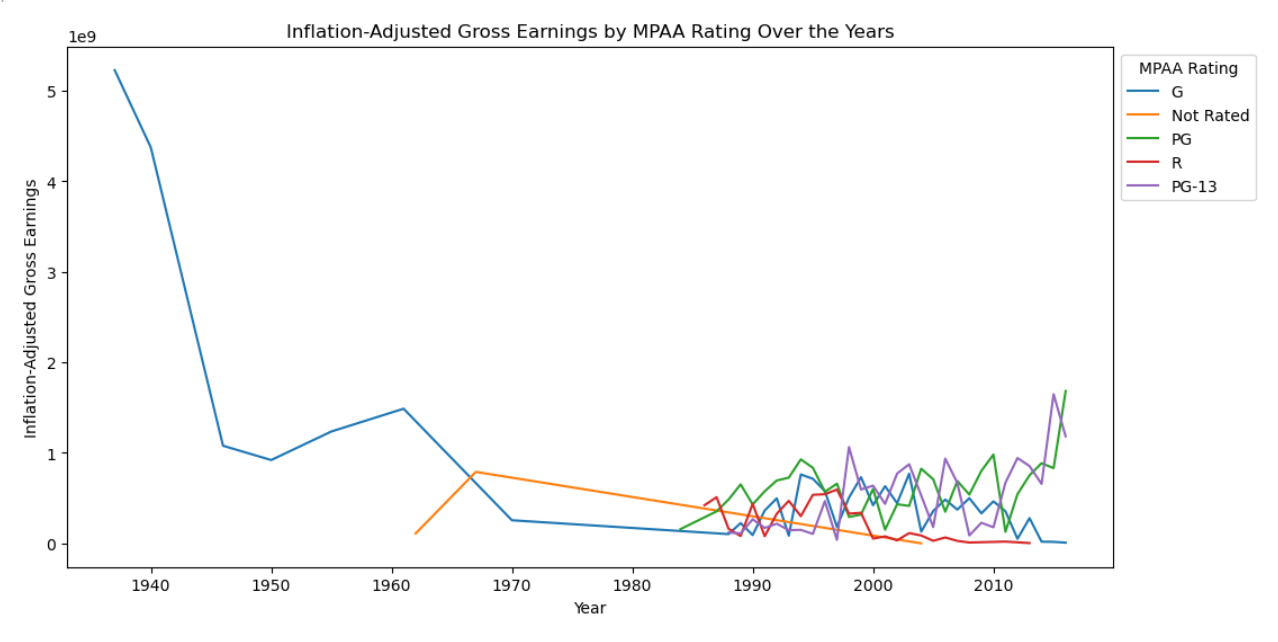 Inflation-Adjusted Gross Earnings by MPAA Rating Over the Years
1e9
5
4
3
2
1
0
Inflation-Adjusted Gross Earnings
1940 1950 1960 1970 1980 1990 2000 2010
Year
MPAA Rating
G
Not Rated
PG
R
PG-13